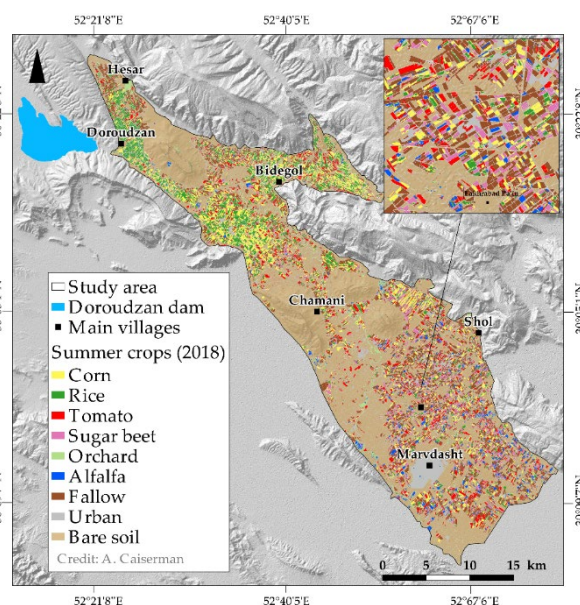 52°21'8"E 52°40'5"E 52°67'6"E
Hesar
Doroudzan
Bidegol
Chamani
Shol
Marvdasht
Study area
Doroudzan dam
Main villages
Summer crops (2018)
Corn
Rice
Tomato
Sugar beet
Orchard
Alfalfa
Fallow
Urban
Bare soil
Credit: A. Caiserman
0 5 10 15 km
52°21'8"E 52°40'5"E 52°67'6"E